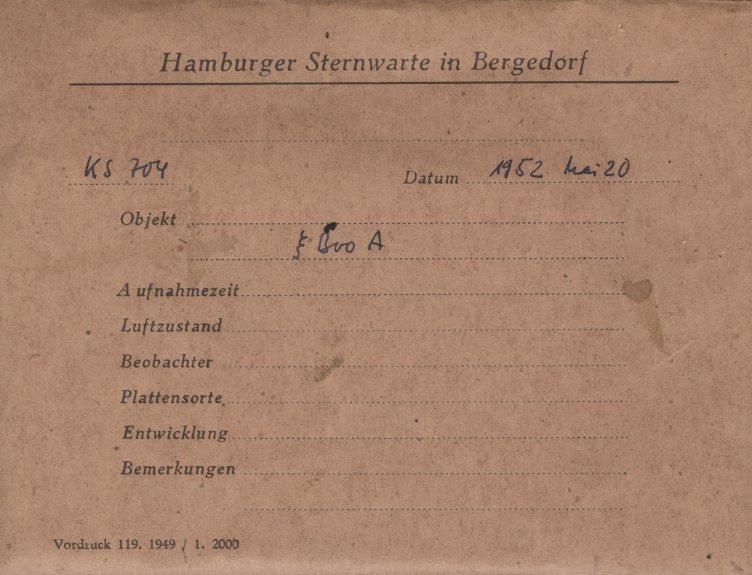 Hamburger Sternwarte in Bergedorf
KS 704 Datum 1952 Mai 20
Objekt
ξ Boo A
Aufnahmezeit
Luftzustand
Beobachter
Plattensorte
Entwicklung
Bemerkungen
Vordruck 119. 1949 / 1. 2000